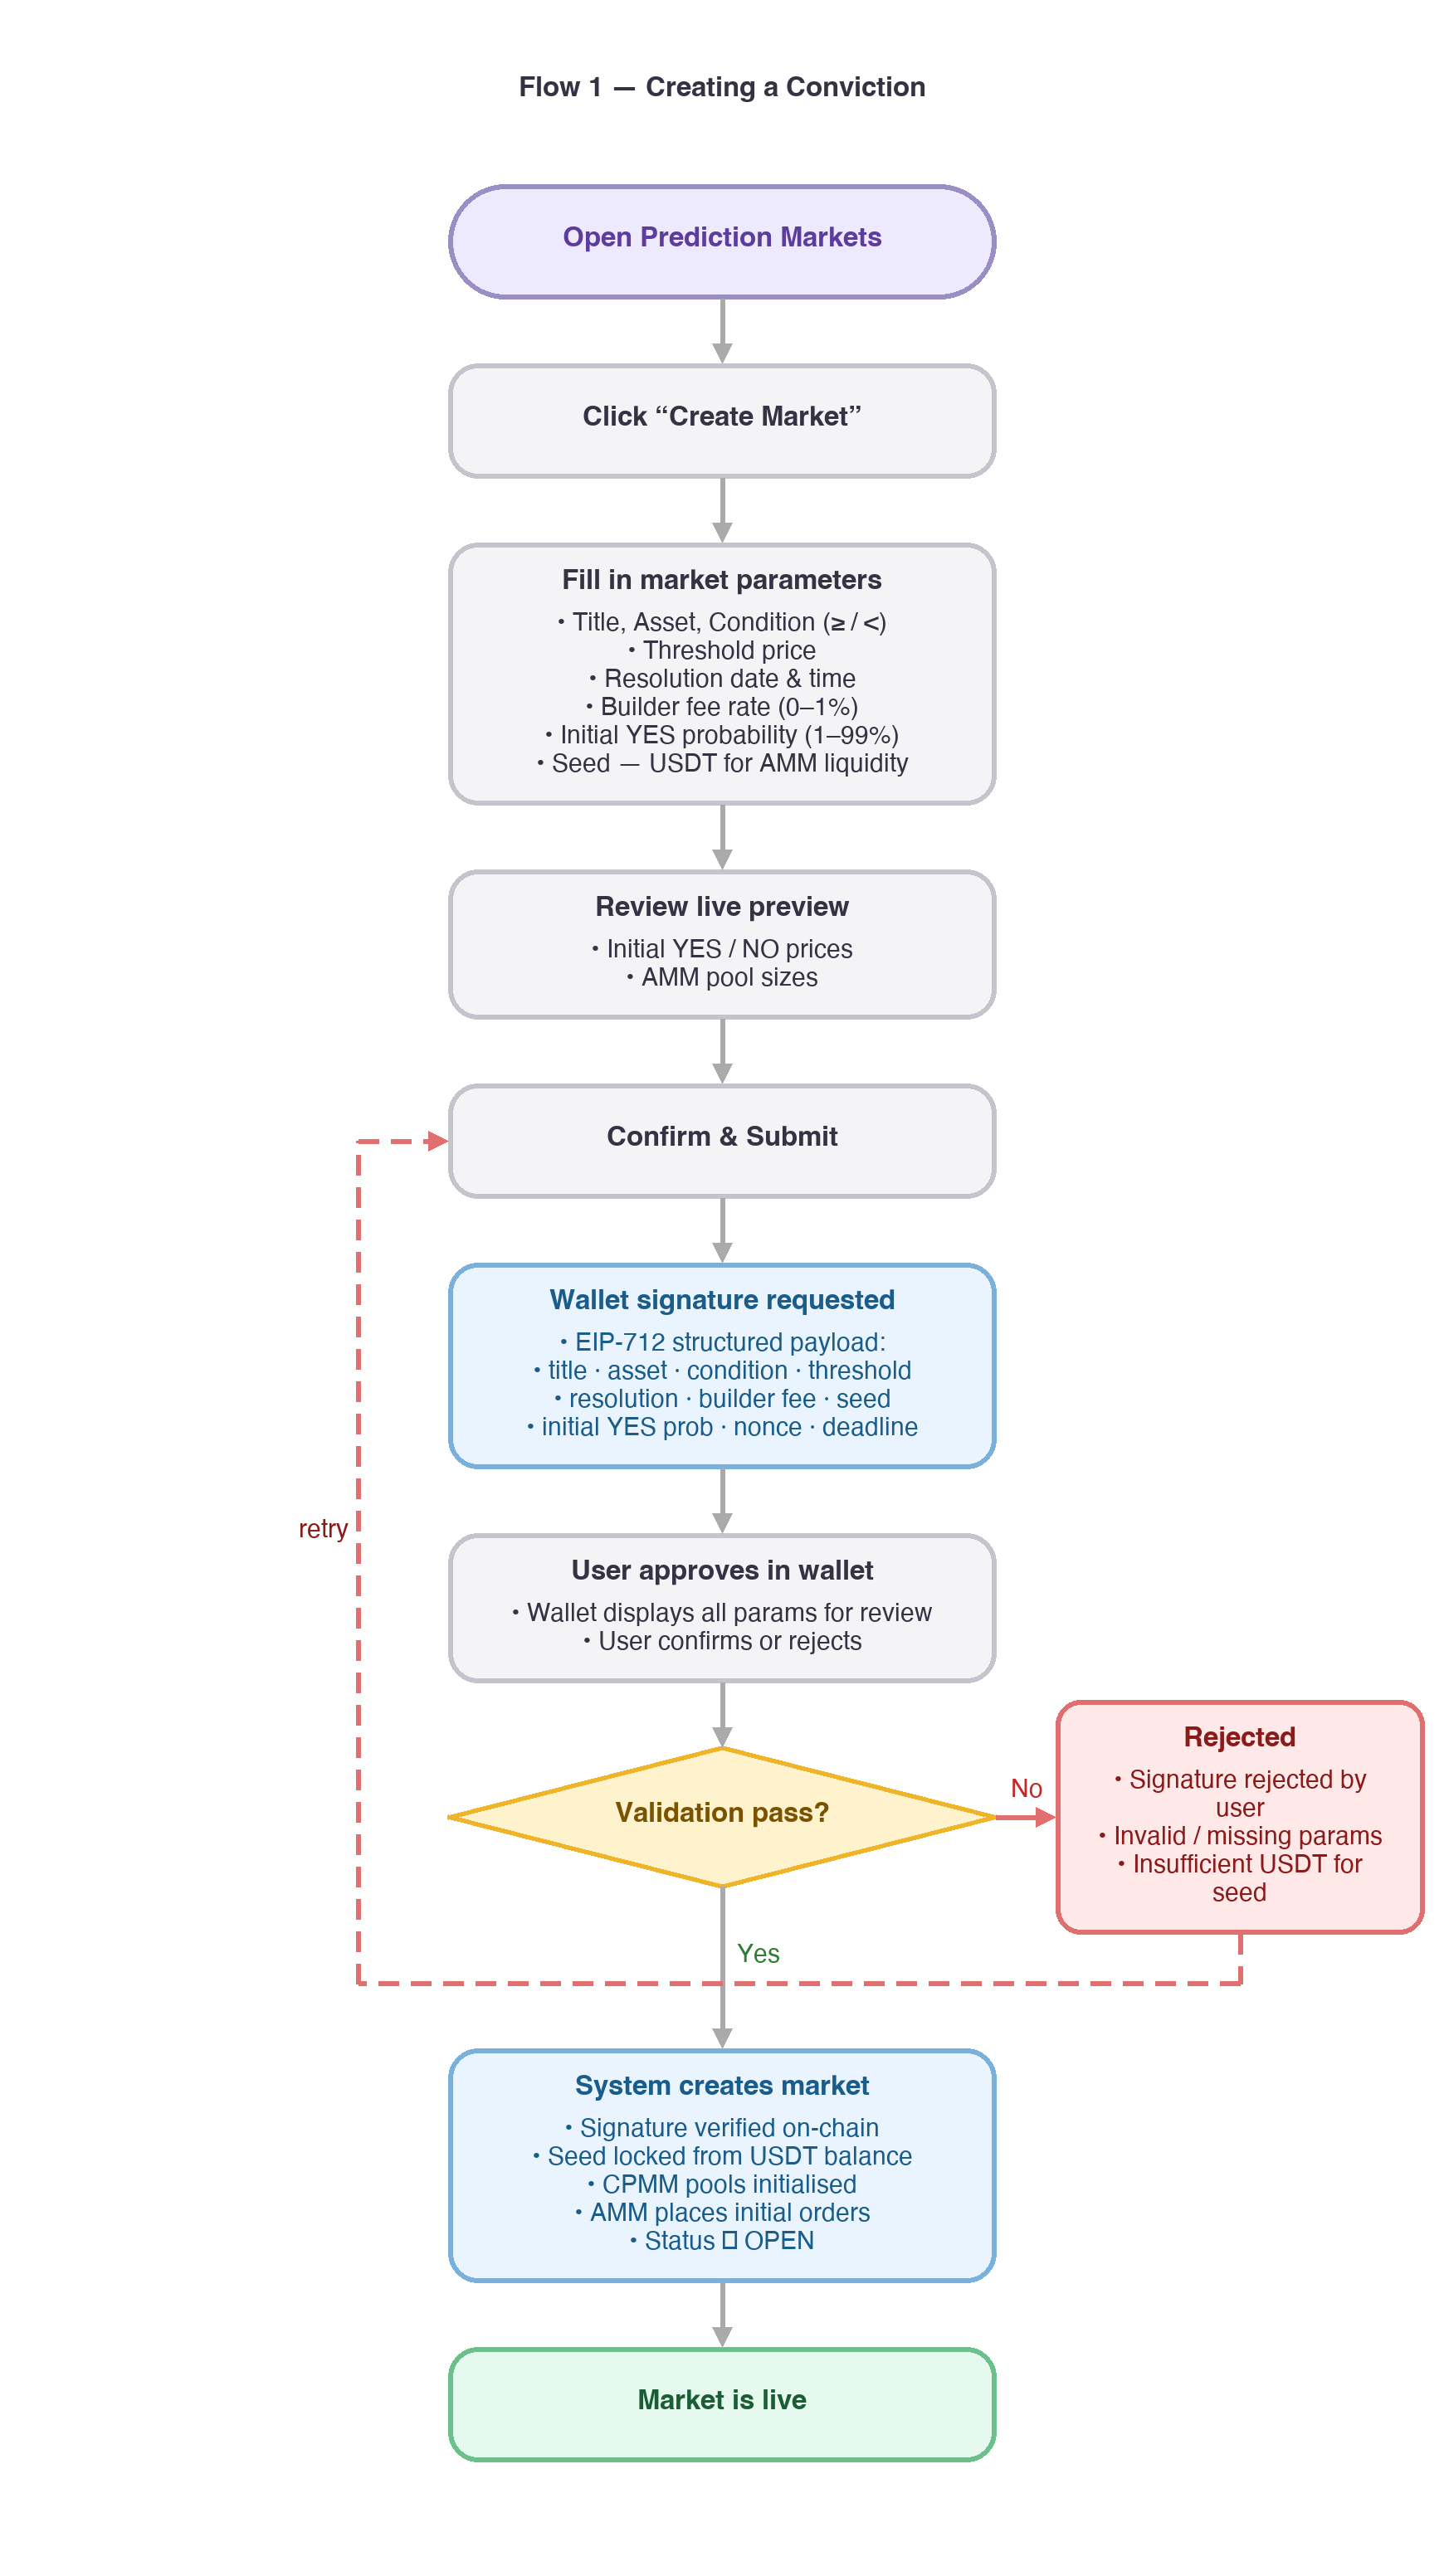 Flow 1 — Creating a Conviction
Open Prediction Markets
Click “Create Market”
Fill in market parameters
• Title, Asset, Condition (≥ / <)
• Threshold price
• Resolution date & time
• Builder fee rate (0–1%)
• Initial YES probability (1–99%)
• Seed — USDT for AMM liquidity
Review live preview
• Initial YES / NO prices
• AMM pool sizes
Confirm & Submit
Wallet signature requested
• EIP-712 structured payload:
• title · asset · condition · threshold
• resolution · builder fee · seed
• initial YES prob · nonce · deadline
retry
User approves in wallet
• Wallet displays all params for review
• User confirms or rejects
Validation pass?
No
Rejected
• Signature rejected by
user
• Invalid / missing params
• Insufficient USDT for
seed
Yes
System creates market
• Signature verified on-chain
• Seed locked from USDT balance
• CPMM pools initialised
• AMM places initial orders
• Status □ OPEN
Market is live